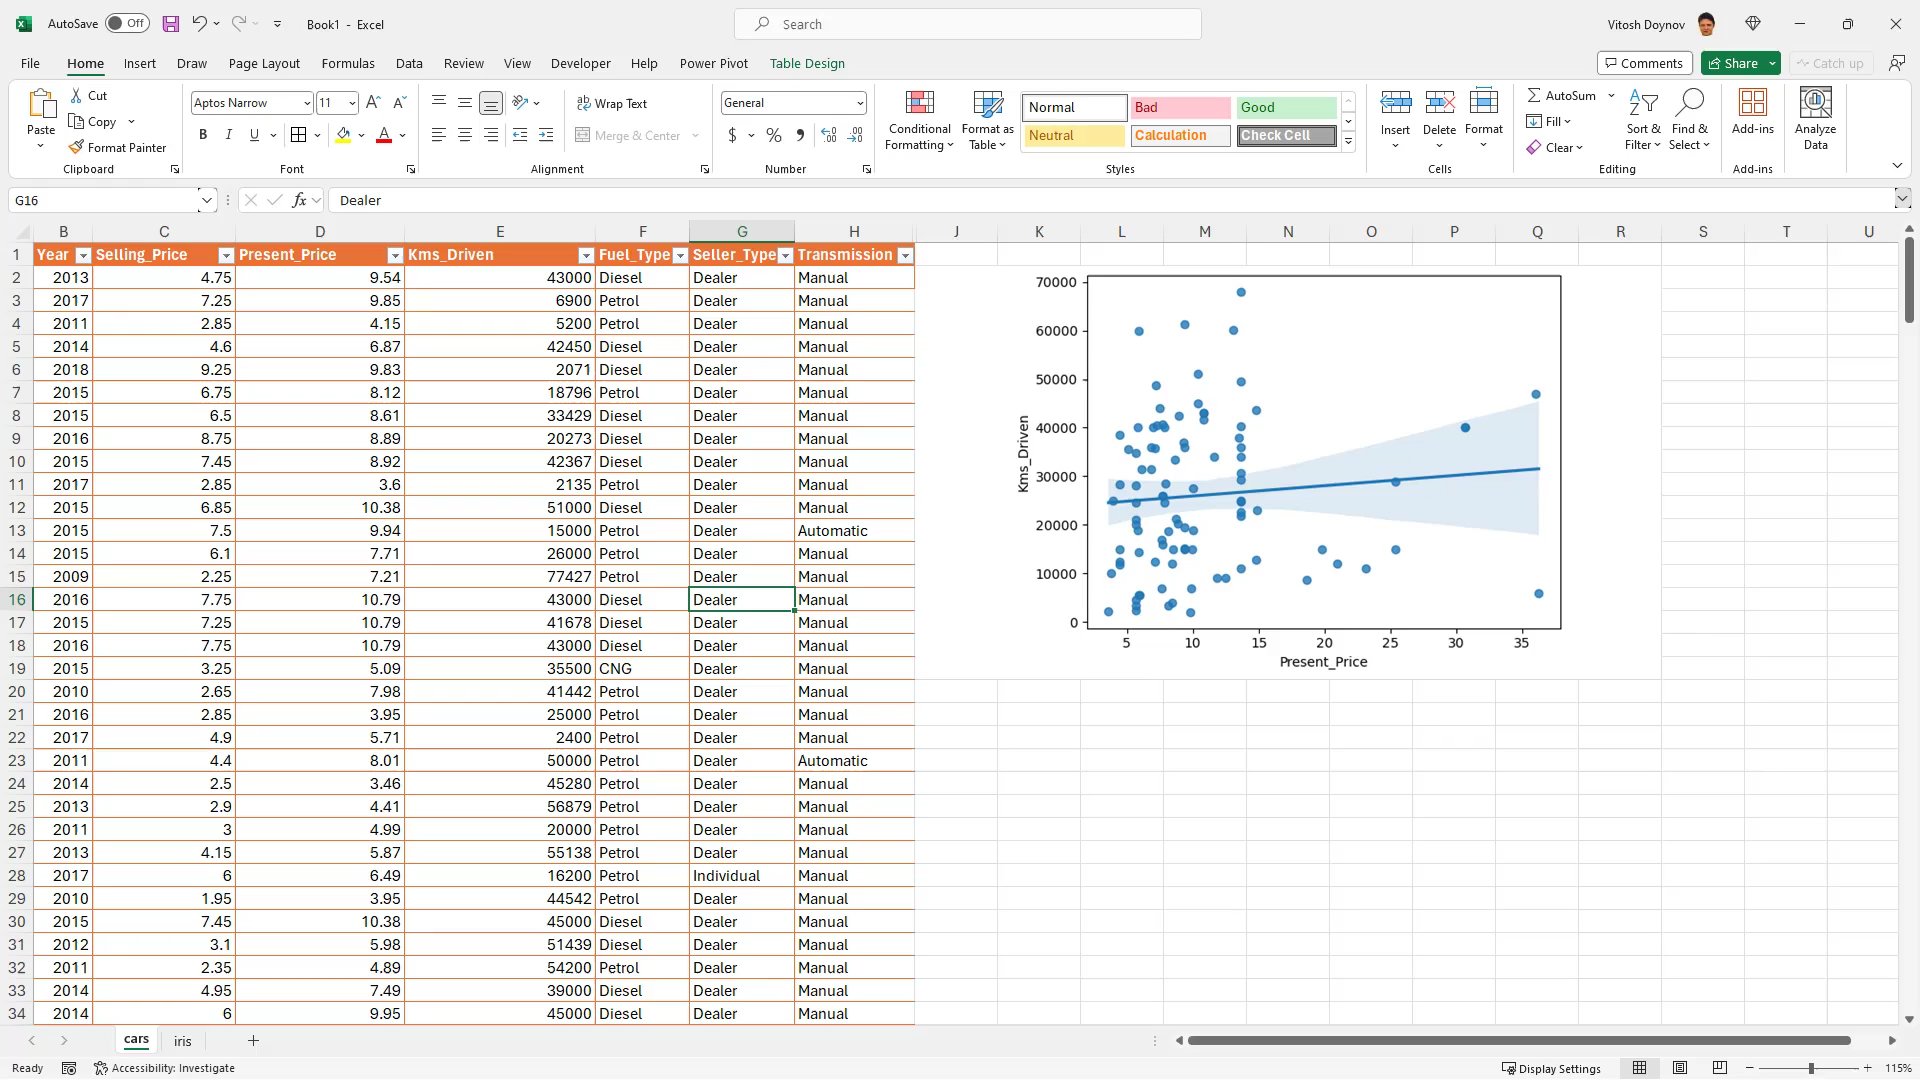 AutoSave Off Book1 - Excel Search Vitosh Doynov
File Home Insert Draw Page Layout Formulas Data Review View Developer Help Power Pivot Table Design Comments Share Catch up
Paste Cut Copy Format Painter Clipboard
Aptos Narrow 11 B I U Font
ab Wrap Text Merge & Center Alignment
General $ % , Number
Conditional Formatting Format as Table Normal Bad Good Neutral Calculation Check Cell Styles
Insert Delete Format Cells
AutoSum Fill Clear Sort & Filter Find & Select Editing
Add-ins Add-ins
Analyze Data
G16 fx Dealer
B C D E F G H J K L M N O P Q R S T U
1 Year Selling_Price Present_Price Kms_Driven Fuel_Type Seller_Type Transmission
2 2013 4.75 9.54 43000 Diesel Dealer Manual
3 2017 7.25 9.85 6900 Petrol Dealer Manual
4 2011 2.85 4.15 5200 Petrol Dealer Manual
5 2014 4.6 6.87 42450 Diesel Dealer Manual
6 2018 9.25 9.83 2071 Diesel Dealer Manual
7 2015 6.75 8.12 18796 Petrol Dealer Manual
8 2015 6.5 8.61 33429 Diesel Dealer Manual
9 2016 8.75 8.89 20273 Diesel Dealer Manual
10 2015 7.45 8.92 42367 Diesel Dealer Manual
11 2017 2.85 3.6 2135 Petrol Dealer Manual
12 2015 6.85 10.38 51000 Diesel Dealer Manual
13 2015 7.5 9.94 15000 Petrol Dealer Automatic
14 2015 6.1 7.71 26000 Petrol Dealer Manual
15 2009 2.25 7.21 77427 Petrol Dealer Manual
16 2016 7.75 10.79 43000 Diesel Dealer Manual
17 2015 7.25 10.79 41678 Diesel Dealer Manual
18 2016 7.75 10.79 43000 Diesel Dealer Manual
19 2015 3.25 5.09 35500 CNG Dealer Manual
20 2010 2.65 7.98 41442 Petrol Dealer Manual
21 2016 2.85 3.95 25000 Petrol Dealer Manual
22 2017 4.9 5.71 2400 Petrol Dealer Manual
23 2011 4.4 8.01 50000 Petrol Dealer Automatic
24 2014 2.5 3.46 45280 Petrol Dealer Manual
25 2013 2.9 4.41 56879 Petrol Dealer Manual
26 2011 3 4.99 20000 Petrol Dealer Manual
27 2013 4.15 5.87 55138 Petrol Dealer Manual
28 2017 6 6.49 16200 Petrol Individual Manual
29 2010 1.95 3.95 44542 Petrol Dealer Manual
30 2015 7.45 10.38 45000 Diesel Dealer Manual
31 2012 3.1 5.98 51439 Diesel Dealer Manual
32 2011 2.35 4.89 54200 Petrol Dealer Manual
33 2014 4.95 7.49 39000 Diesel Dealer Manual
34 2014 6 9.95 45000 Diesel Dealer Manual
70000
60000
50000
40000
30000
20000
10000
0
Kms_Driven
5 10 15 20 25 30 35
Present_Price
cars iris
Ready Accessibility: Investigate Display Settings 115%